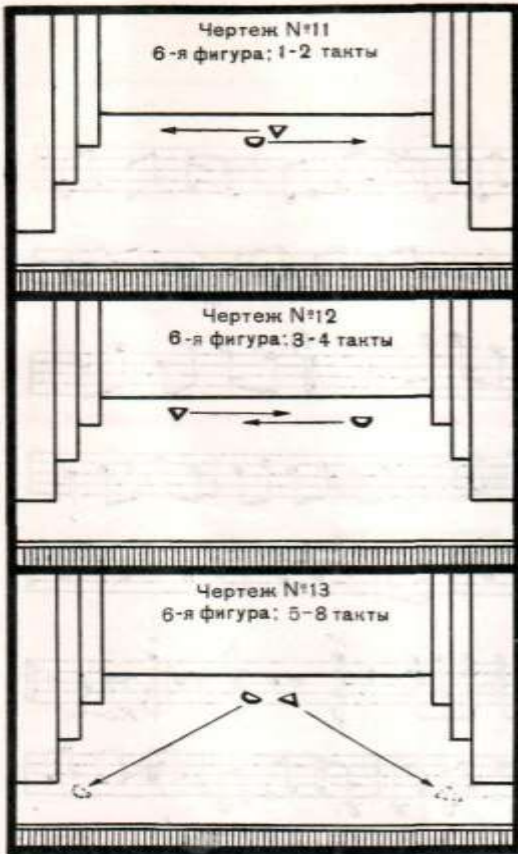 Чертеж №11
6-я фигура: 1-2 такты
Чертеж №12
6-я фигура: 3-4 такты
Чертеж №13
6-я фигура: 5-8 такты